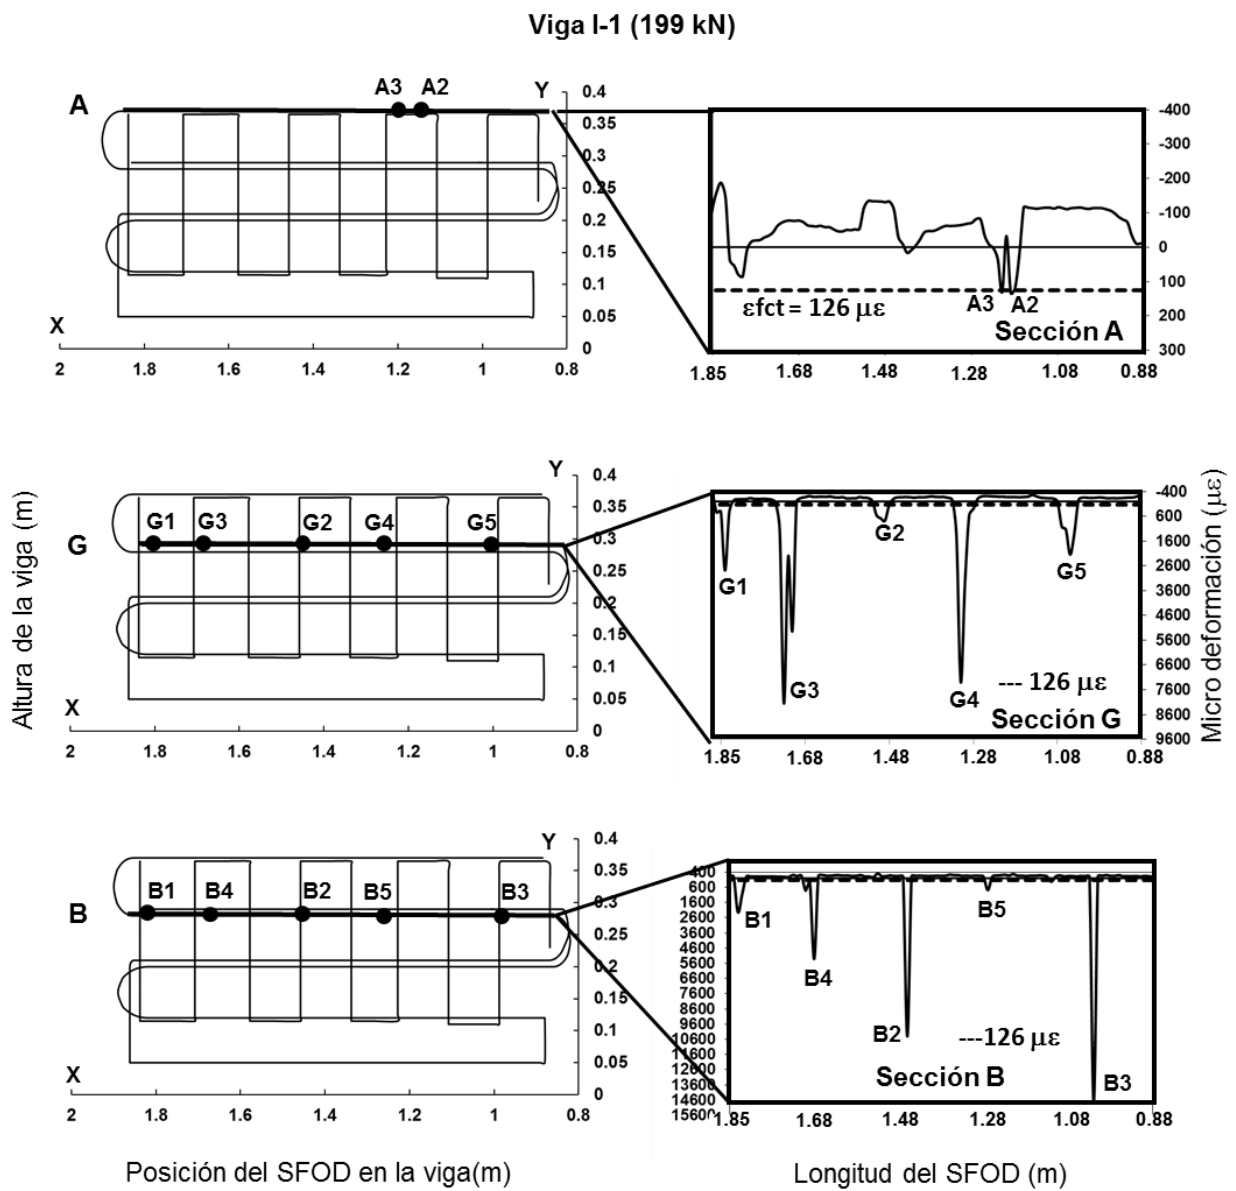 Viga I-1 (199 kN)
A
A3 A2
Y
0.4
0.35
0.3
0.25
0.2
0.15
0.1
0.05
0
X
2 1.8 1.6 1.4 1.2 1 0.8
-400
-300
-200
-100
0
100
200
300
εfct = 126 µε
A3 A2
Sección A
1.85 1.68 1.48 1.28 1.08 0.88
Altura de la viga (m)
G
G1 G3 G2 G4 G5
Y
0.4
0.35
0.3
0.25
0.2
0.15
0.1
0.05
0
X
2 1.8 1.6 1.4 1.2 1 0.8
-400
600
1600
2600
3600
4600
5600
6600
7600
8600
9600
G1
G3
G2
G4
G5
--- 126 µε
Sección G
1.85 1.68 1.48 1.28 1.08 0.88
Micro deformación (µε)
B
B1 B4 B2 B5 B3
Y
0.4
0.35
0.3
0.25
0.2
0.15
0.1
0.05
0
X
2 1.8 1.6 1.4 1.2 1 0.8
400
600
1600
2600
3600
4600
5600
6600
7600
8600
9600
10600
11600
12600
13600
14600
15600
B1
B4
B2
B5
B3
---126 µε
Sección B
1.85 1.68 1.48 1.28 1.08 0.88
Posición del SFOD en la viga(m)
Longitud del SFOD (m)